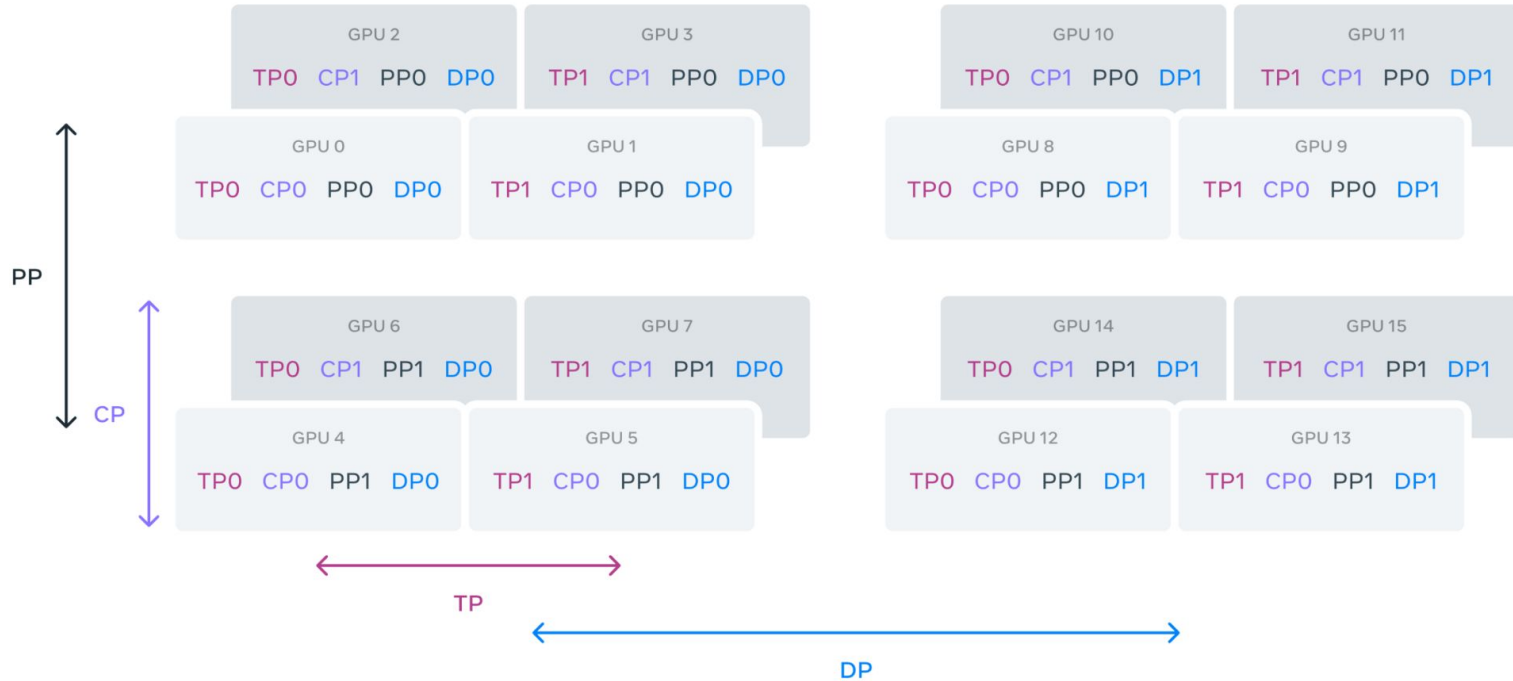 GPU 2
TP0 CP1 PP0 DP0
GPU 3
TP1 CP1 PP0 DP0
GPU 10
TP0 CP1 PP0 DP1
GPU 11
TP1 CP1 PP0 DP1
GPU 0
TP0 CP0 PP0 DP0
GPU 1
TP1 CP0 PP0 DP0
GPU 8
TP0 CP0 PP0 DP1
GPU 9
TP1 CP0 PP0 DP1
PP
GPU 6
TP0 CP1 PP1 DP0
GPU 7
TP1 CP1 PP1 DP0
GPU 14
TP0 CP1 PP1 DP1
GPU 15
TP1 CP1 PP1 DP1
CP
GPU 4
TP0 CP0 PP1 DP0
GPU 5
TP1 CP0 PP1 DP0
GPU 12
TP0 CP0 PP1 DP1
GPU 13
TP1 CP0 PP1 DP1
TP
DP